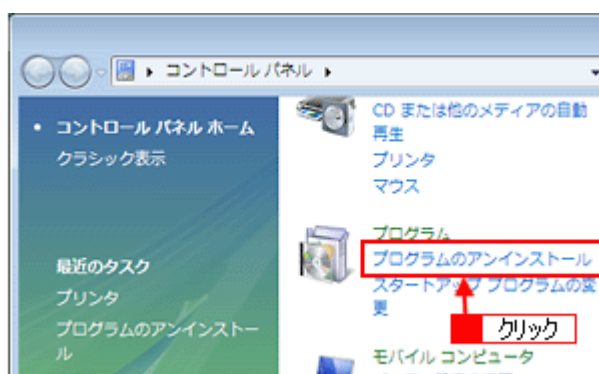 コントロール パネル
コントロール パネル ホーム
クラシック表示
最近のタスク
プリンタ
プログラムのアンインストー
ル
CD または他のメディアの自動
再生
プリンタ
マウス
プログラム
プログラムのアンインストール
スタートアップ プログラムの変
更
クリック
モバイル コンピュータ